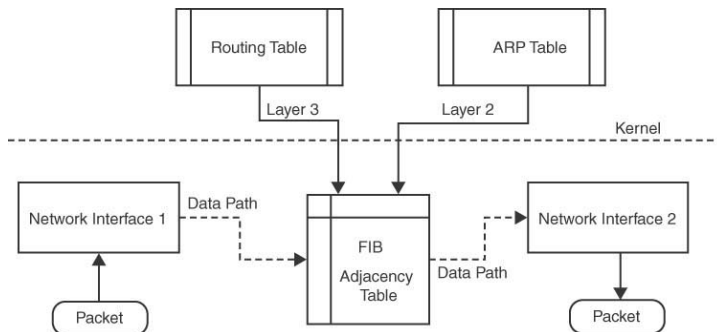 Routing Table
ARP Table
Layer 3
Layer 2
Kernel
Network Interface 1
Data Path
FIB
Adjacency
Table
Data Path
Network Interface 2
Packet
Packet